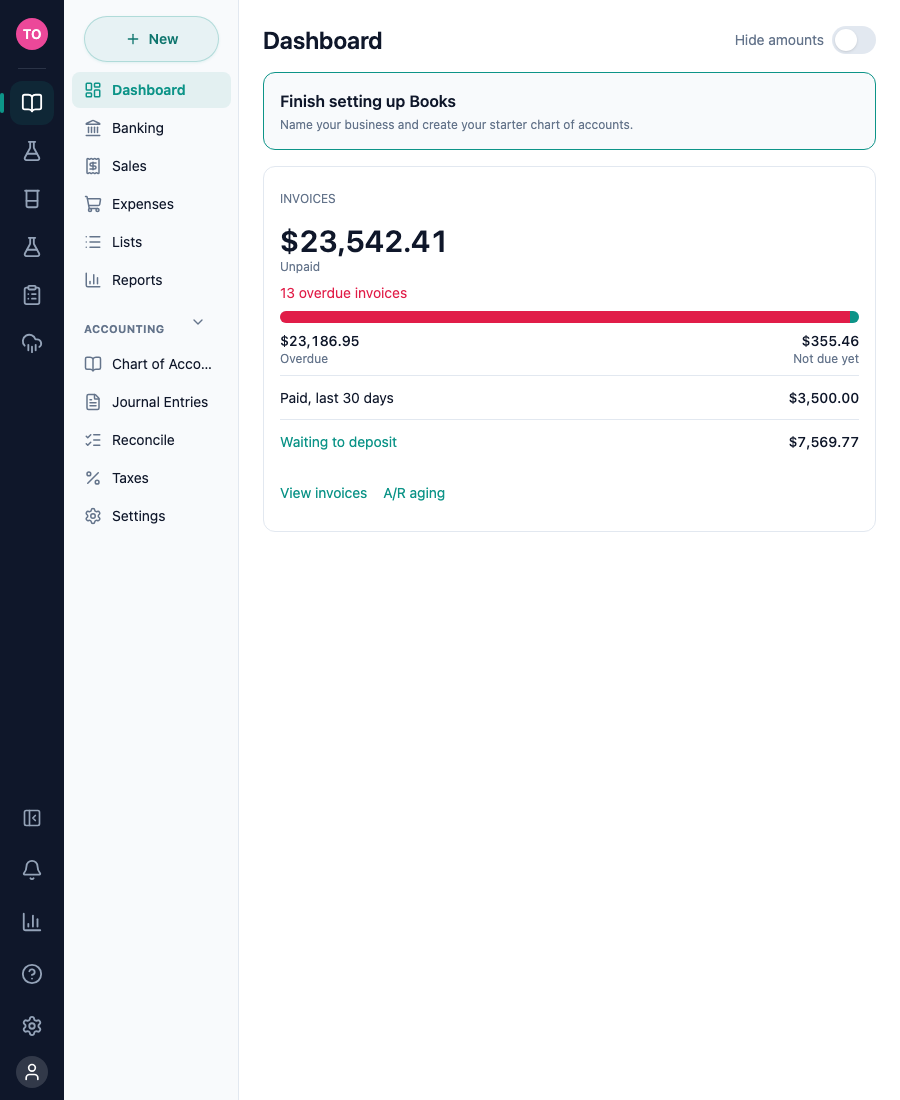 TO
New
Dashboard
Banking
Sales
Expenses
Lists
Reports
ACCOUNTING
Chart of Acco...
Journal Entries
Reconcile
Taxes
Settings
Dashboard
Hide amounts
Finish setting up Books
Name your business and create your starter chart of accounts.
INVOICES
$23,542.41
Unpaid
13 overdue invoices
$23,186.95 $355.46
Overdue Not due yet
Paid, last 30 days $3,500.00
Waiting to deposit $7,569.77
View invoices A/R aging